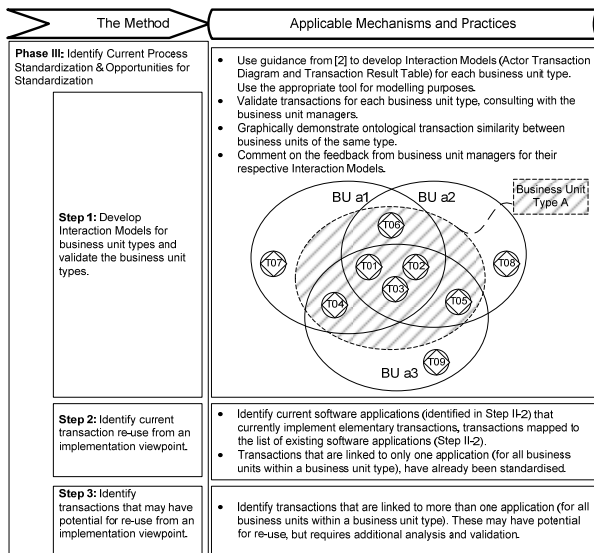 The Method
Applicable Mechanisms and Practices
Phase III: Identify Current Process
Standardization & Opportunities for
Standardization
Step 1: Develop
Interaction Models for
business unit types and
validate the business unit
types.
• Use guidance from [2] to develop Interaction Models (Actor Transaction
Diagram and Transaction Result Table) for each business unit type.
Use the appropriate tool for modelling purposes.
• Validate transactions for each business unit type, consulting with the
business unit managers.
• Graphically demonstrate ontological transaction similarity between
business units of the same type.
• Comment on the feedback from business unit managers for their
respective Interaction Models.
BU a1
BU a2
Business Unit
Type A
T06
T07
T01
T02
T08
T03
T04
T05
T09
BU a3
Step 2: Identify current
transaction re-use from an
implementation viewpoint.
• Identify current software applications (identified in Step II-2) that
currently implement elementary transactions, transactions mapped to
the list of existing software applications (Step II-2).
• Transactions that are linked to only one application (for all business
units within a business unit type), have already been standardised.
Step 3: Identify
transactions that may have
potential for re-use from an
implementation viewpoint.
• Identify transactions that are linked to more than one application (for all
business units within a business unit type). These may have potential
for re-use, but requires additional analysis and validation.